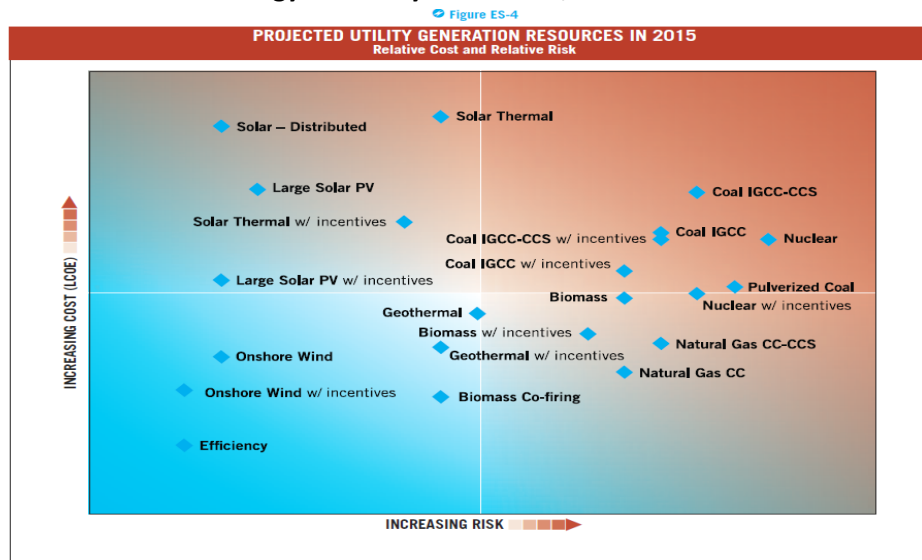 Figure ES-4
PROJECTED UTILITY GENERATION RESOURCES IN 2015
Relative Cost and Relative Risk
Solar Thermal
Solar – Distributed
Large Solar PV
Coal IGCC-CCS
Solar Thermal w/ incentives
Coal IGCC
Coal IGCC-CCS w/ incentives
Nuclear
Coal IGCC w/ incentives
Large Solar PV w/ incentives
Pulverized Coal
Biomass
Nuclear w/ incentives
Geothermal
Biomass w/ incentives
Natural Gas CC-CCS
Onshore Wind
Geothermal w/ incentives
Natural Gas CC
Onshore Wind w/ incentives
Biomass Co-firing
Efficiency
INCREASING COST (LCOE)
INCREASING RISK